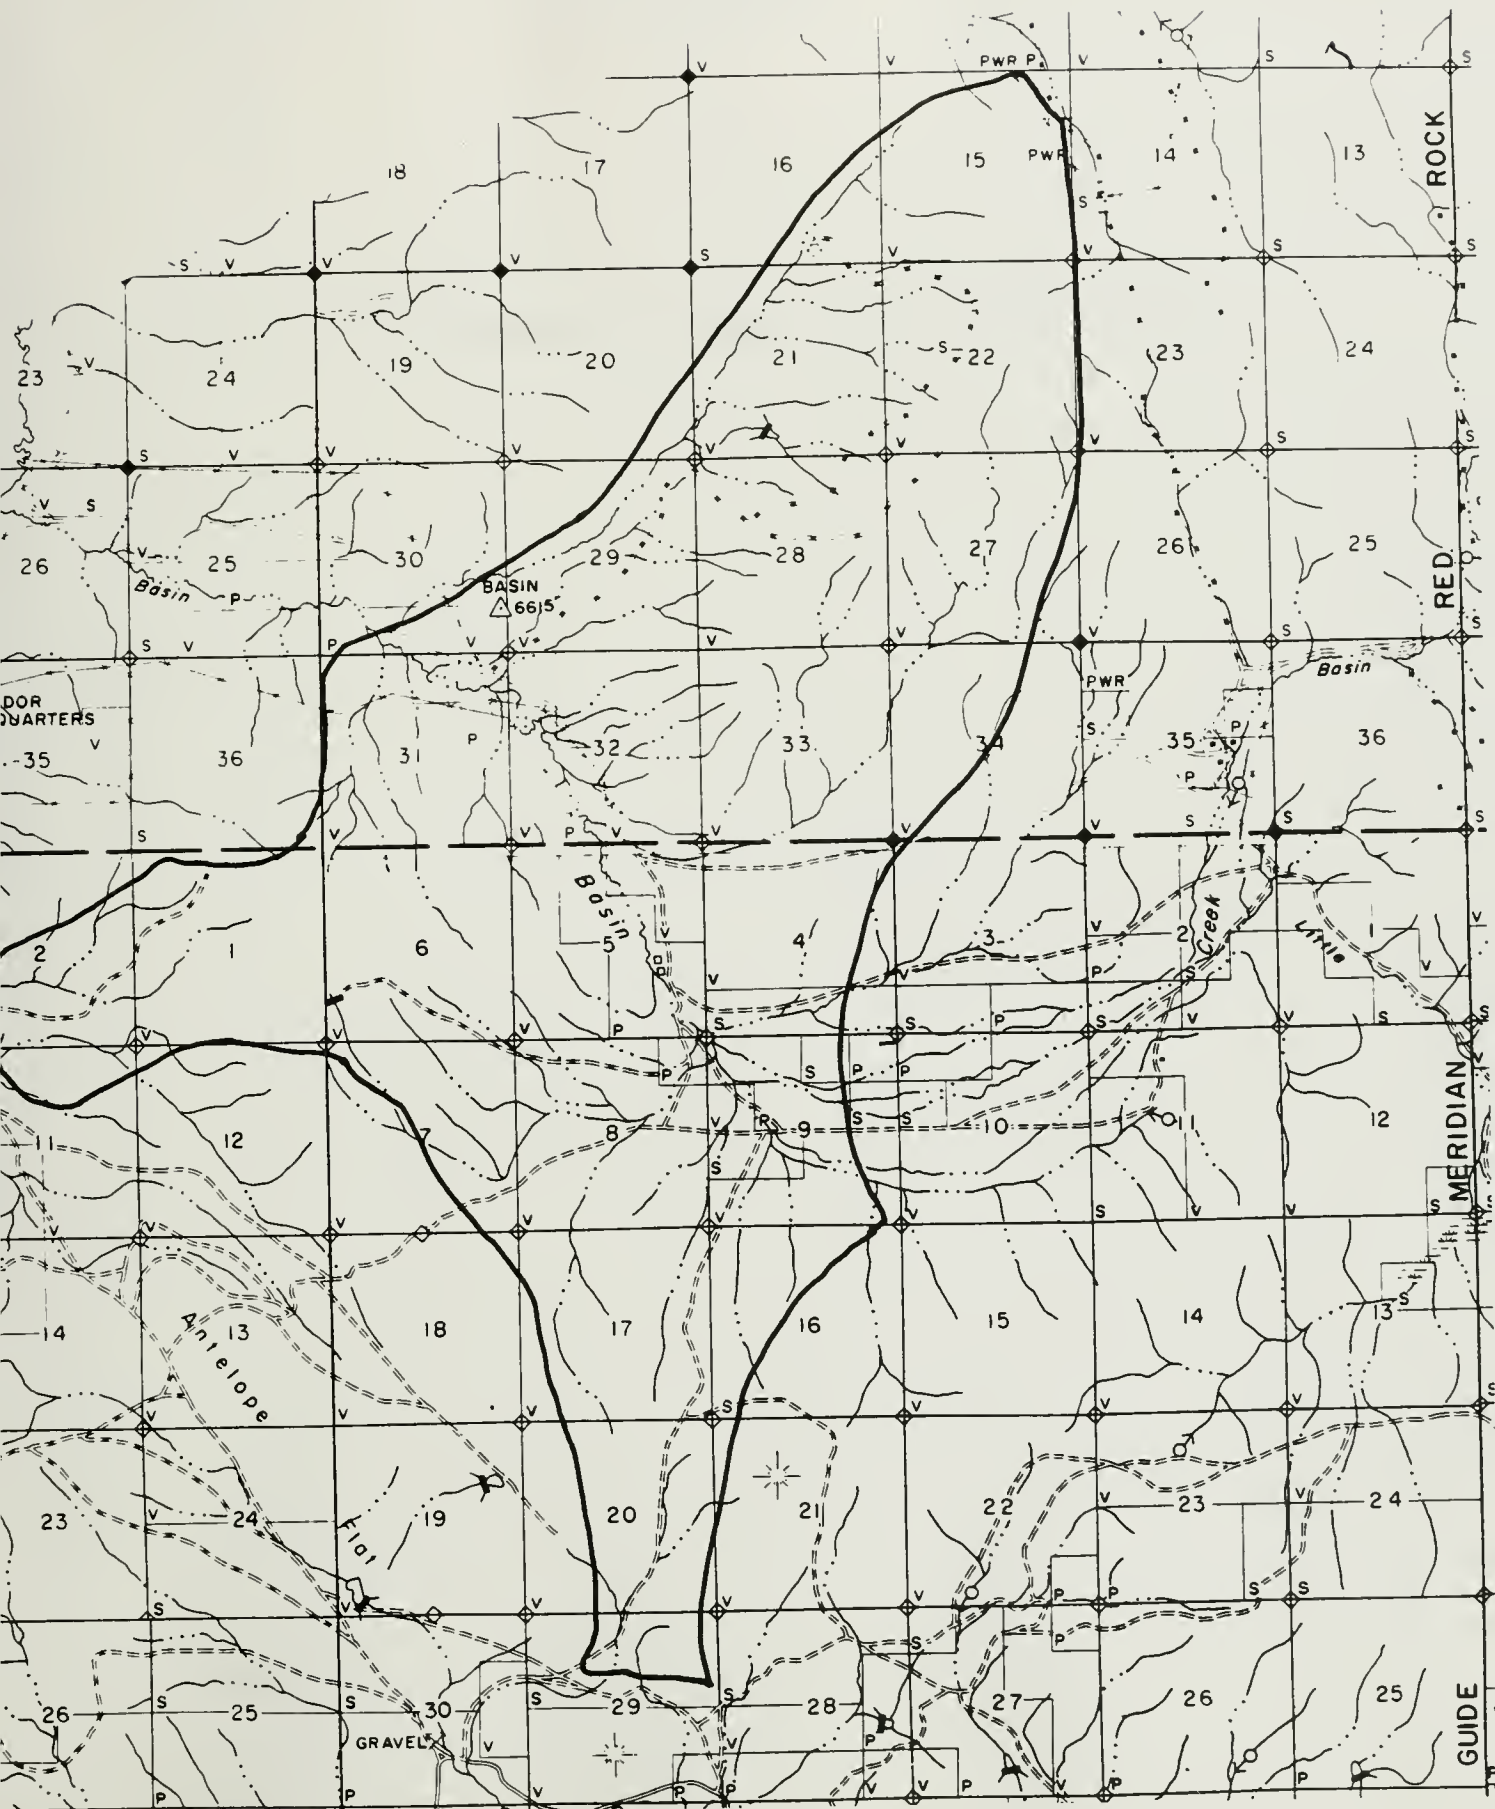 V V PWR P. V S S
18 17 16 15 PWR 14 13
ROCK
S
S V V V S V V S S
23 V 24 19 20 21 S 22 23 24
S V V V V V V S S
V S
26 V 25 30 29 28 27 26 25
Basin P
BASIN
6615
RED
S V P V V V V V S S
Basin
DOR
QUARTERS
PWR
V S P
35 36 31 P 32 33 34 35 36
P
S V V P V V V V S S S
Basin
Creek
Little
2 1 6 5 V 4 3 V 2 1 V V
V V P S
V V V P S S P S V V S S
P S P P
MERIDIAN
11 12 7 8 V P 9 S S 10 11 12
S
V V V V V V S V V S S
Antelope
14 13 18 17 16 15 14 13 S
V V V S V V V S
23 V 24 19 20 21 22 V 23 V 24
Flat
S V V V V P P S S
P
S
26 S 25 S 30 S 29 S 28 27 26 25
GUIDE
GRAVEL V V P
P P V P P V V P V P P P